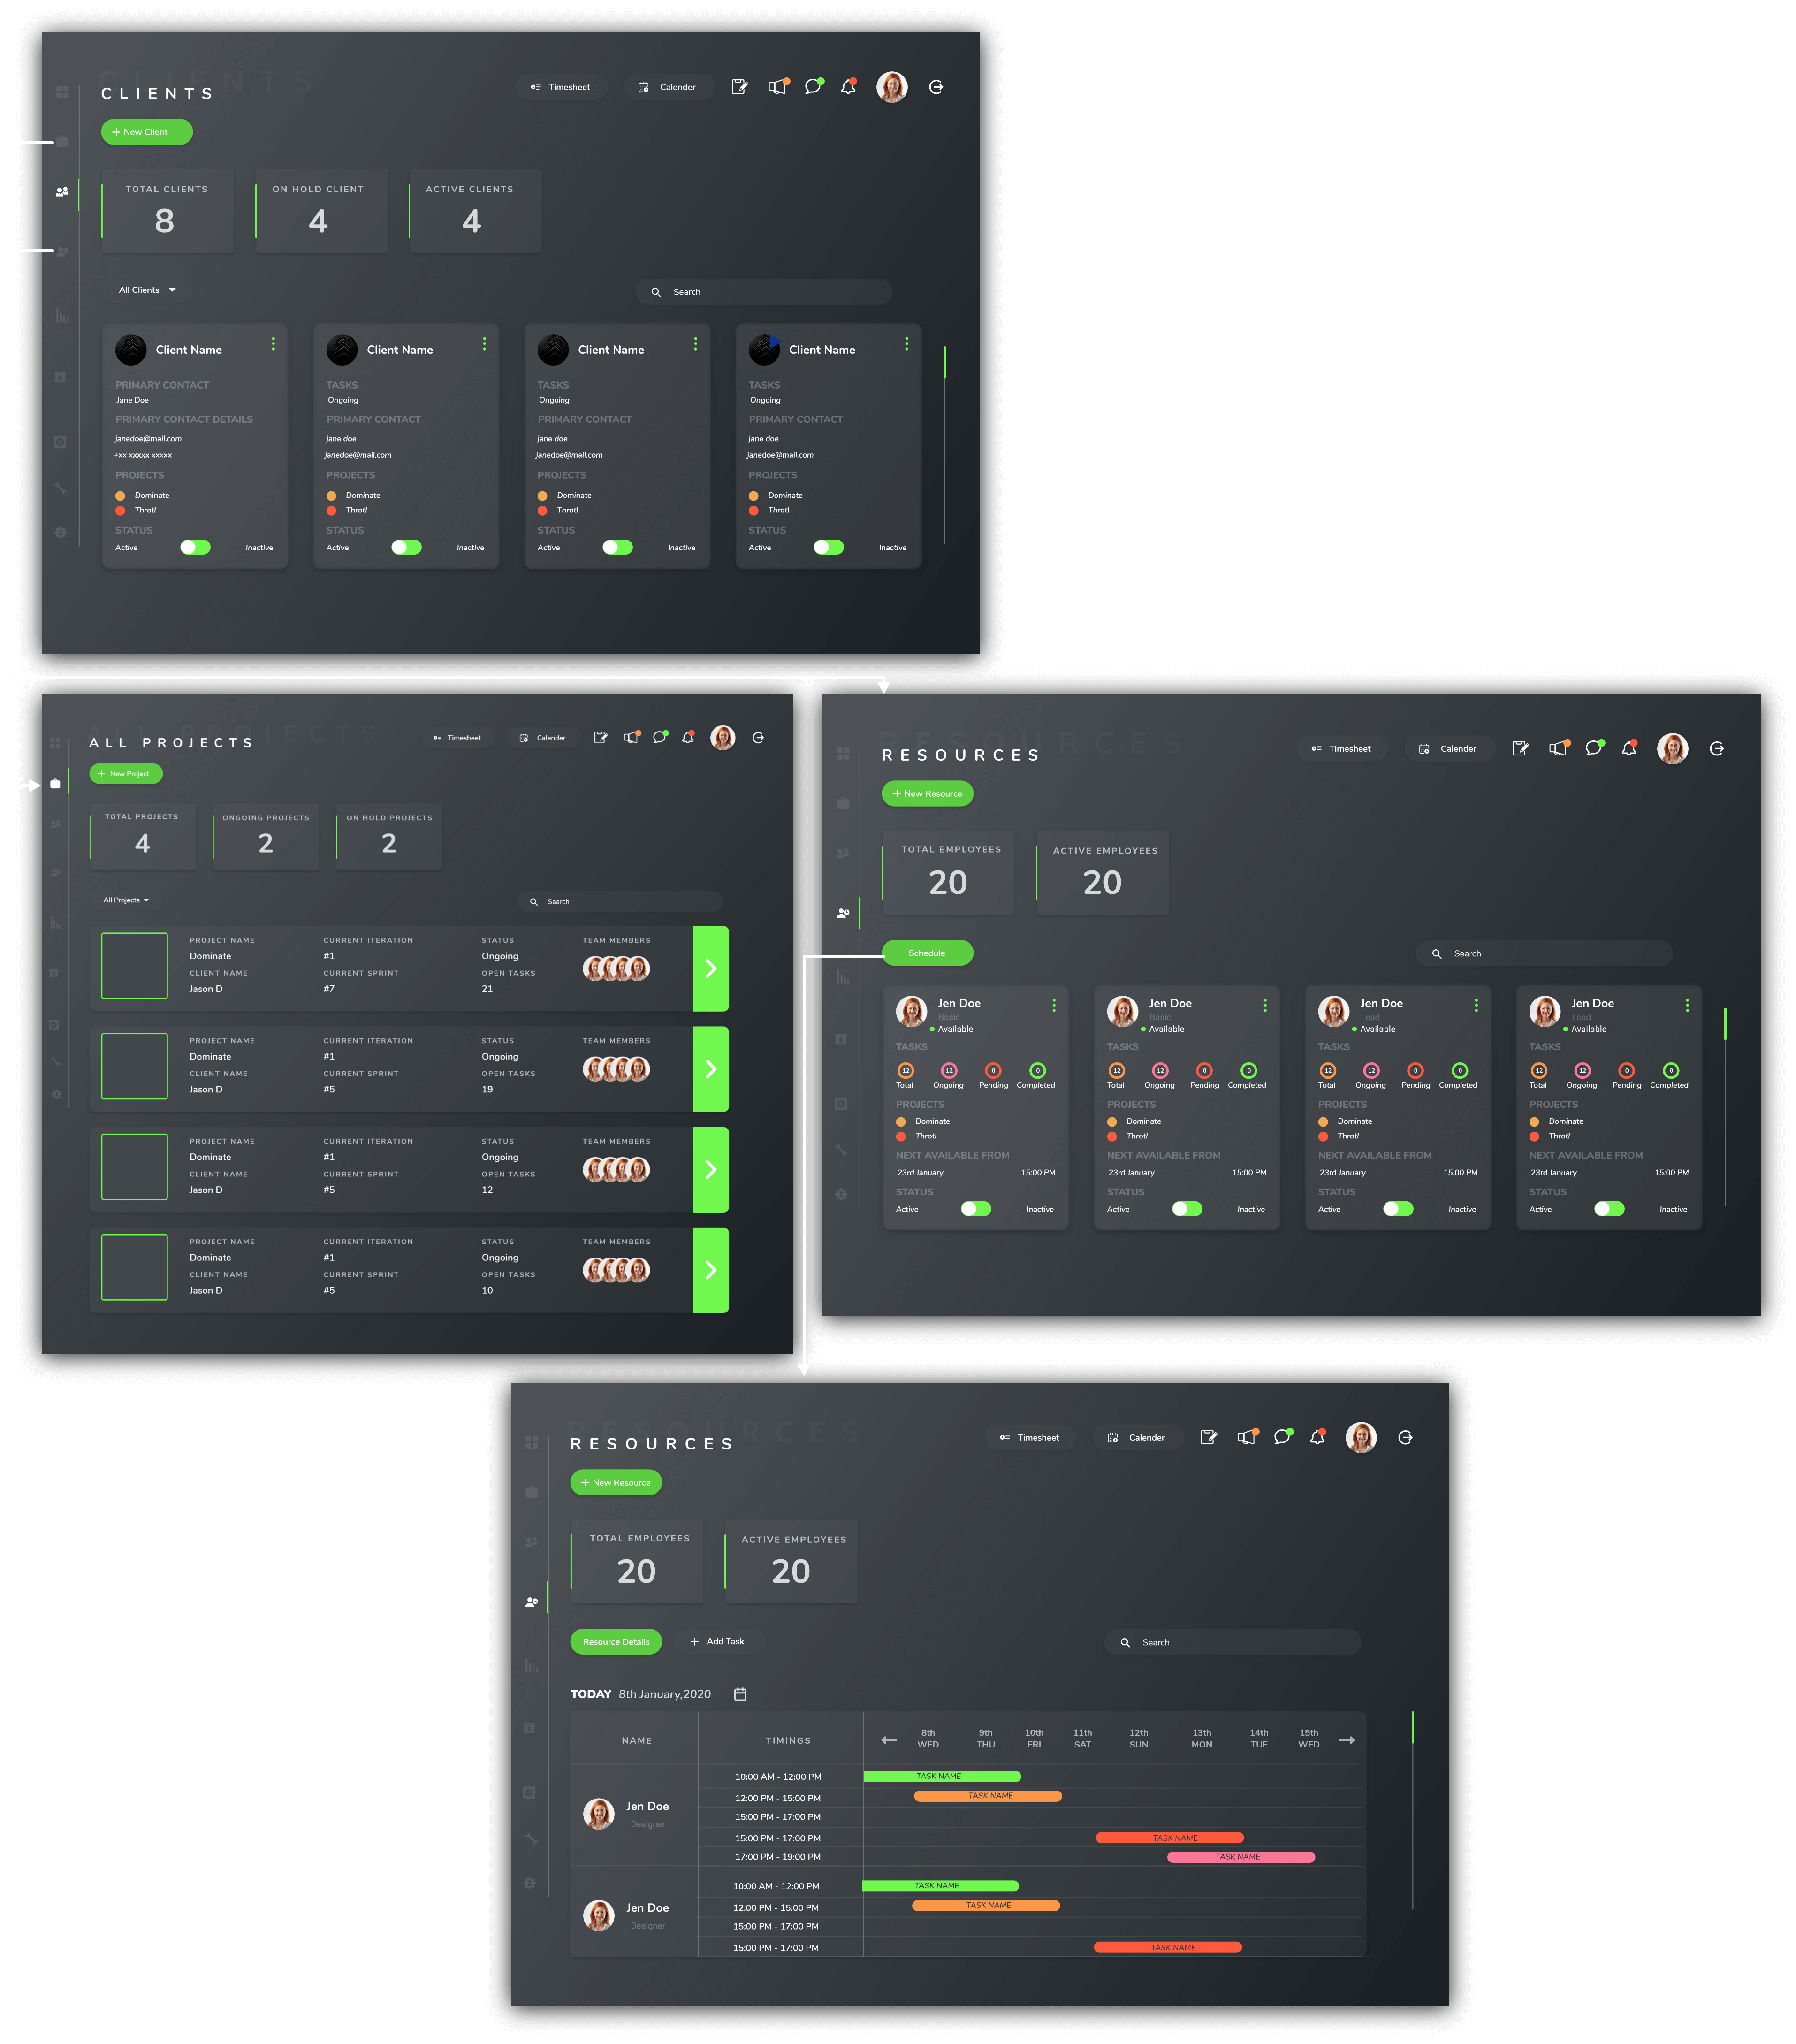 CLIENTS
CLIENTS
Timesheet
Calender
+ New Client
TOTAL CLIENTS
8
ON HOLD CLIENT
4
ACTIVE CLIENTS
4
All Clients
Search
Client Name
PRIMARY CONTACT
Jane Doe
PRIMARY CONTACT DETAILS
janedoe@mail.com
+xx xxxxx xxxxx
PROJECTS
Dominate
Throtl
STATUS
Active Inactive
Client Name
TASKS
Ongoing
PRIMARY CONTACT
jane doe
janedoe@mail.com
PROJECTS
Dominate
Throtl
STATUS
Active Inactive
Client Name
TASKS
Ongoing
PRIMARY CONTACT
jane doe
janedoe@mail.com
PROJECTS
Dominate
Throtl
STATUS
Active Inactive
Client Name
TASKS
Ongoing
PRIMARY CONTACT
jane doe
janedoe@mail.com
PROJECTS
Dominate
Throtl
STATUS
Active Inactive
ALL PROJECTS
ALL PROJECTS
Timesheet
Calender
+ New Project
TOTAL PROJECTS
4
ONGOING PROJECTS
2
ON HOLD PROJECTS
2
All Projects
Search
PROJECT NAME CURRENT ITERATION STATUS TEAM MEMBERS
Dominate #1 Ongoing
CLIENT NAME CURRENT SPRINT OPEN TASKS
Jason D #7 21
PROJECT NAME CURRENT ITERATION STATUS TEAM MEMBERS
Dominate #1 Ongoing
CLIENT NAME CURRENT SPRINT OPEN TASKS
Jason D #5 19
PROJECT NAME CURRENT ITERATION STATUS TEAM MEMBERS
Dominate #1 Ongoing
CLIENT NAME CURRENT SPRINT OPEN TASKS
Jason D #5 12
PROJECT NAME CURRENT ITERATION STATUS TEAM MEMBERS
Dominate #1 Ongoing
CLIENT NAME CURRENT SPRINT OPEN TASKS
Jason D #5 10
RESOURCES
RESOURCES
Timesheet
Calender
+ New Resource
TOTAL EMPLOYEES
20
ACTIVE EMPLOYEES
20
Schedule
Search
Jen Doe
Basic
Available
TASKS
12 12 0 0
Total Ongoing Pending Completed
PROJECTS
Dominate
Throtl
NEXT AVAILABLE FROM
23rd January 15:00 PM
STATUS
Active Inactive
Jen Doe
Basic
Available
TASKS
12 12 0 0
Total Ongoing Pending Completed
PROJECTS
Dominate
Throtl
NEXT AVAILABLE FROM
23rd January 15:00 PM
STATUS
Active Inactive
Jen Doe
Lead
Available
TASKS
12 12 0 0
Total Ongoing Pending Completed
PROJECTS
Dominate
Throtl
NEXT AVAILABLE FROM
23rd January 15:00 PM
STATUS
Active Inactive
Jen Doe
Lead
Available
TASKS
12 12 0 0
Total Ongoing Pending Completed
PROJECTS
Dominate
Throtl
NEXT AVAILABLE FROM
23rd January 15:00 PM
STATUS
Active Inactive
RESOURCES
RESOURCES
Timesheet
Calender
+ New Resource
TOTAL EMPLOYEES
20
ACTIVE EMPLOYEES
20
Resource Details
+ Add Task
Search
TODAY 8th January,2020
NAME TIMINGS
8th 9th 10th 11th 12th 13th 14th 15th
WED THU FRI SAT SUN MON TUE WED
Jen Doe
Designer
10:00 AM - 12:00 PM TASK NAME
12:00 PM - 15:00 PM TASK NAME
15:00 PM - 17:00 PM
15:00 PM - 17:00 PM TASK NAME
17:00 PM - 19:00 PM TASK NAME
Jen Doe
Designer
10:00 AM - 12:00 PM TASK NAME
12:00 PM - 15:00 PM TASK NAME
15:00 PM - 17:00 PM
15:00 PM - 17:00 PM TASK NAME